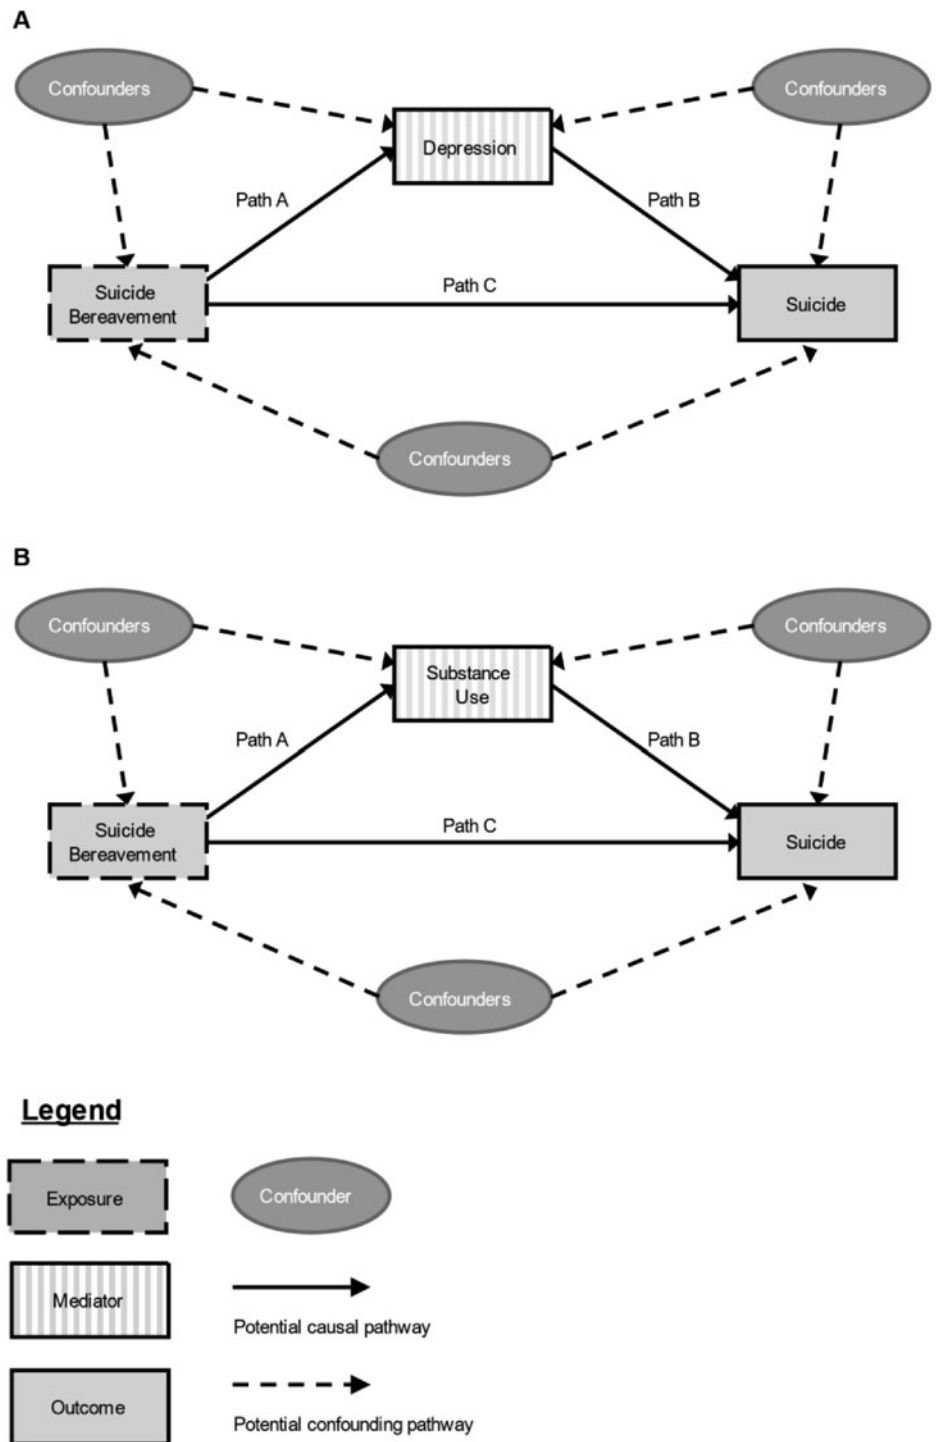 A
Confounders
Confounders
Depression
Path A
Path B
Suicide
Bereavement
Path C
Suicide
Confounders
B
Confounders
Confounders
Substance
Use
Path A
Path B
Suicide
Bereavement
Path C
Suicide
Confounders
Legend
Exposure
Confounder
Mediator
Potential causal pathway
Outcome
Potential confounding pathway